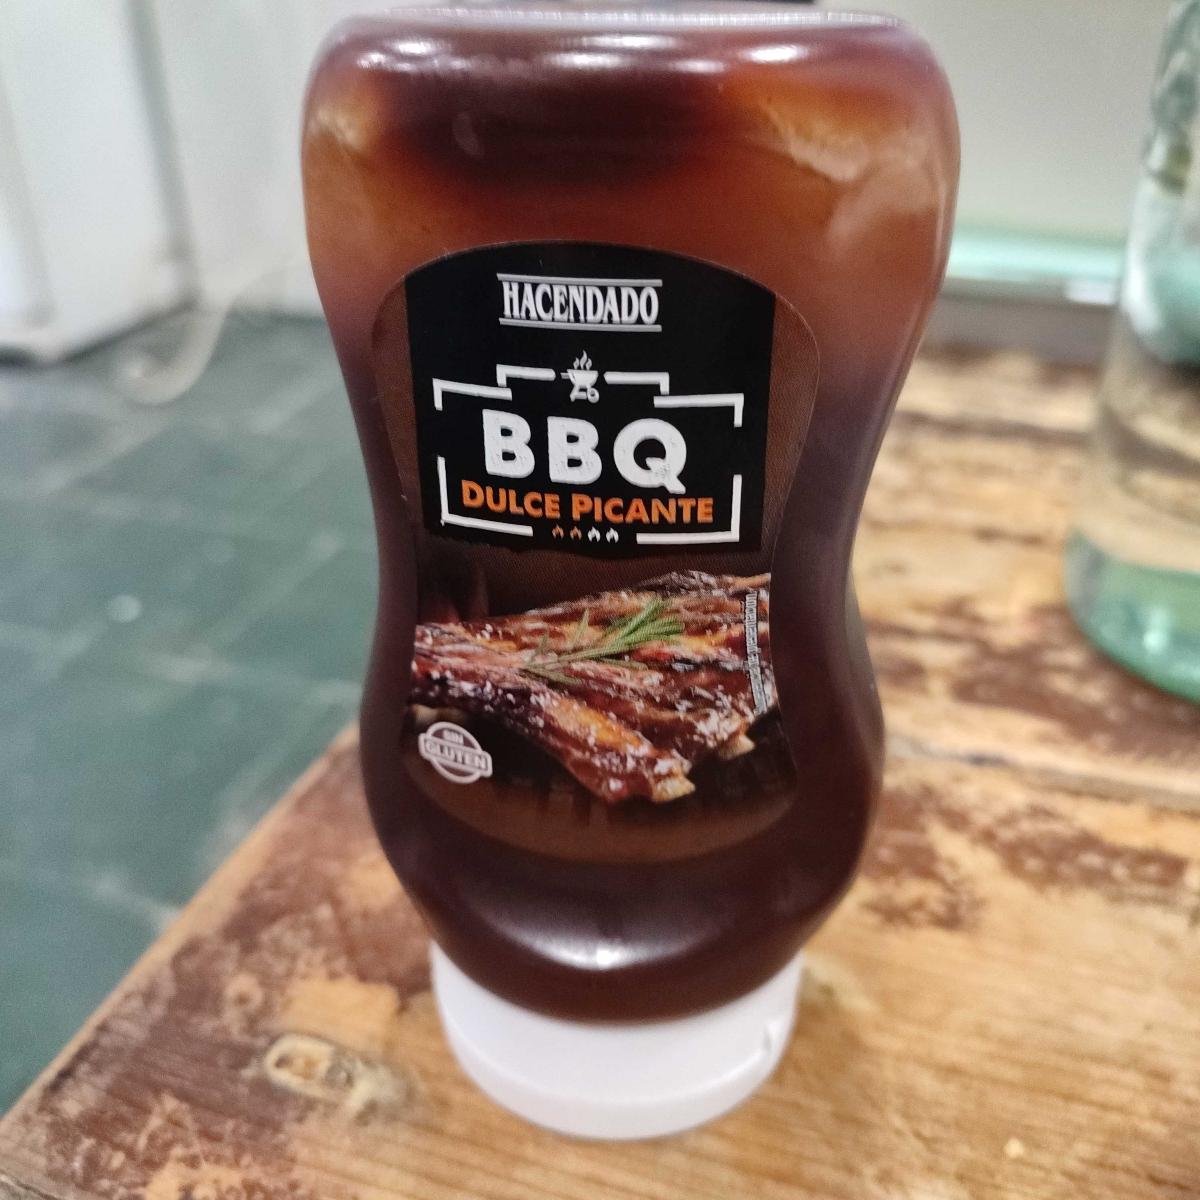 HACENDADO
BBQ
DULCE PICANTE
SIN
GLUTEN